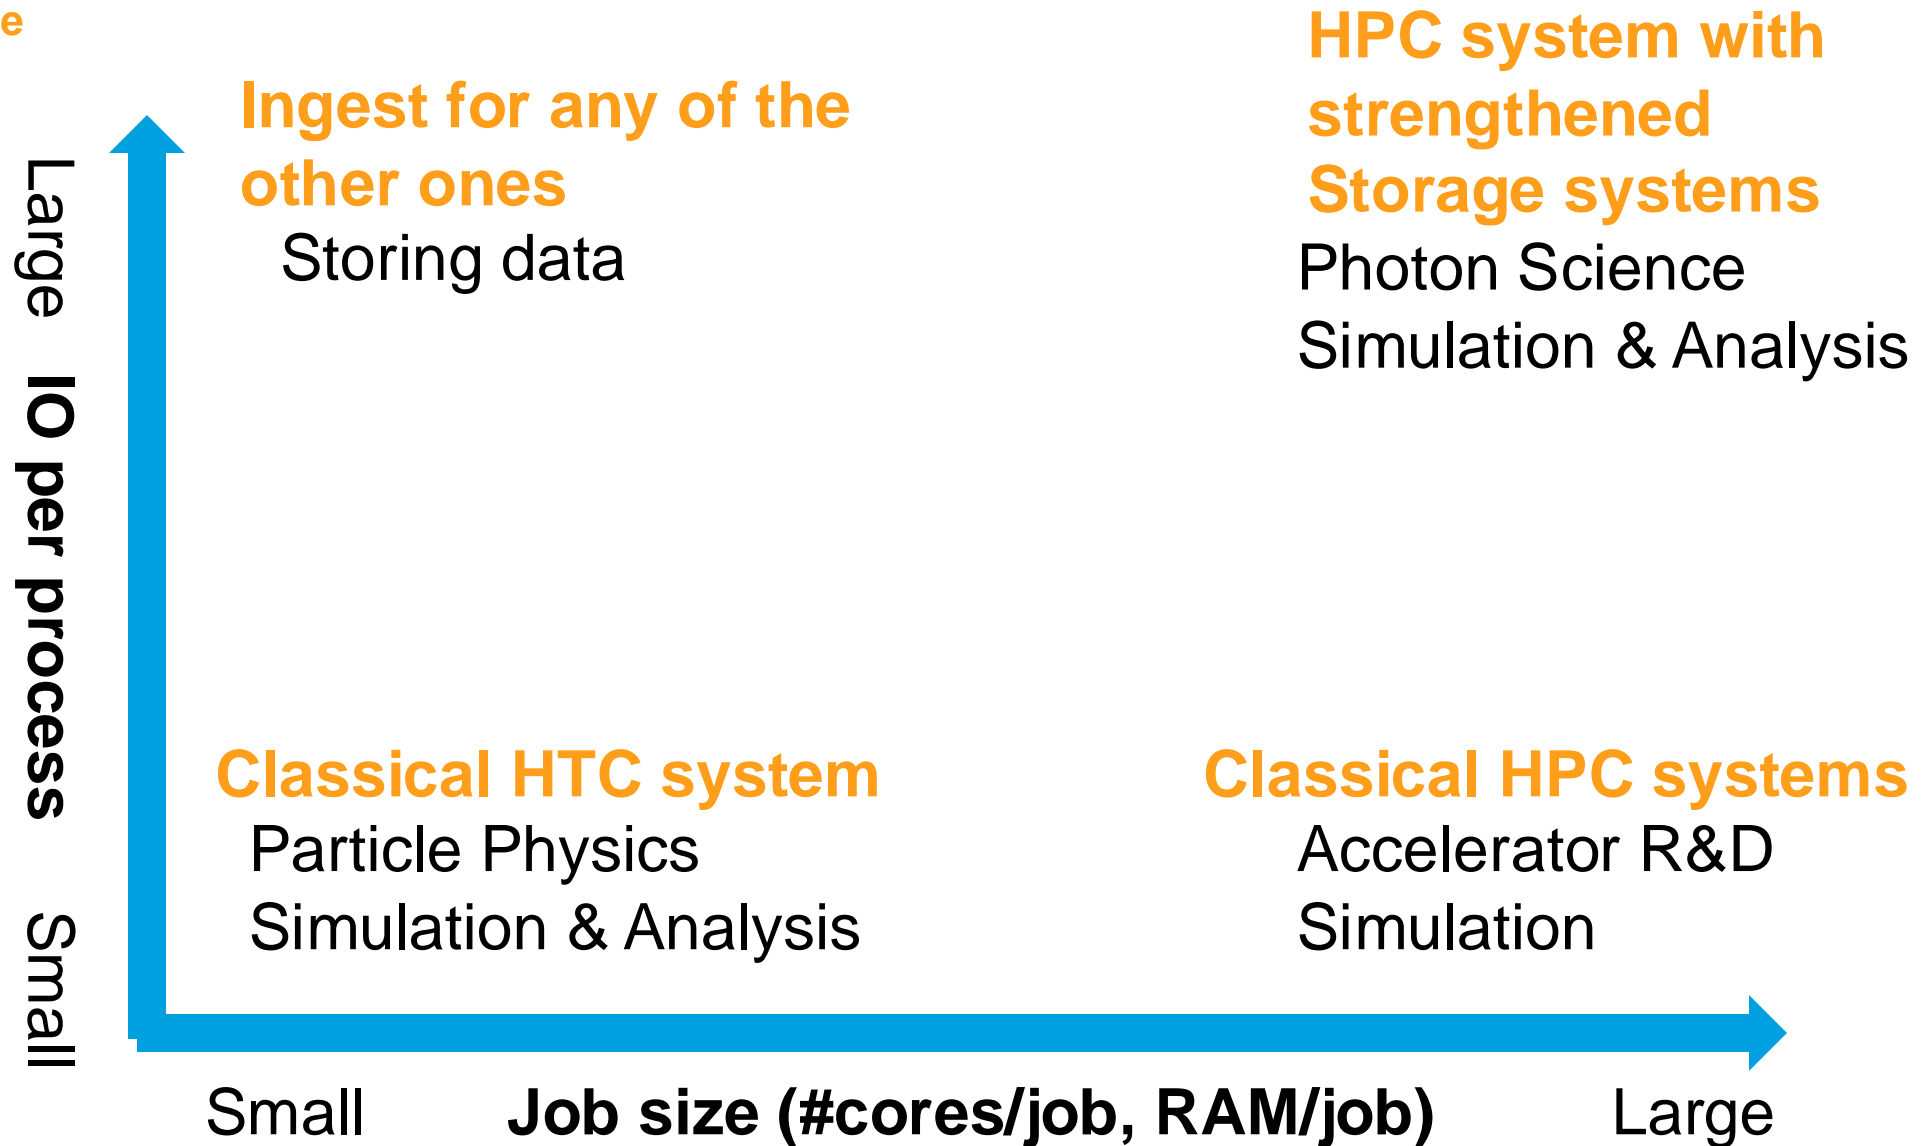 e
Ingest for any of the
other ones
Storing data
HPC system with
strengthened
Storage systems
Photon Science
Simulation & Analysis
Large IO per process Small
Classical HTC system
Particle Physics
Simulation & Analysis
Classical HPC systems
Accelerator R&D
Simulation
Small Job size (#cores/job, RAM/job) Large